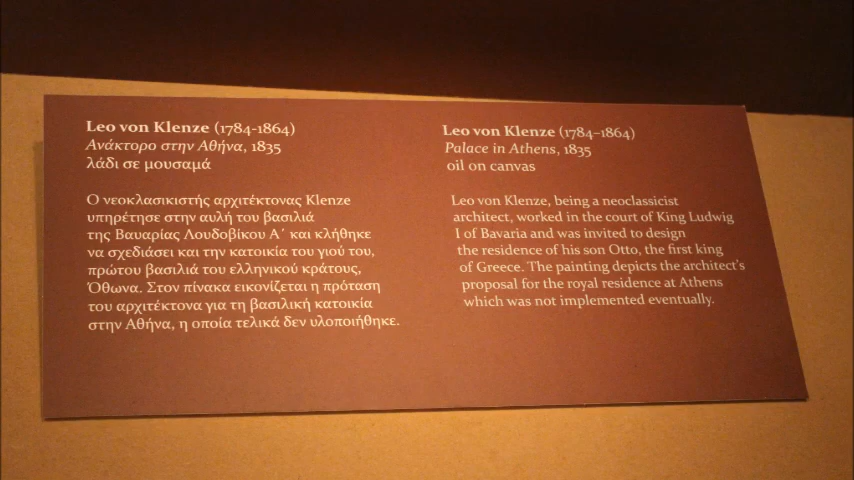 Leo von Klenze (1784-1864)
Ανάκτορο στην Αθήνα, 1835
λάδι σε μουσαμά
Ο νεοκλασικιστής αρχιτέκτονας Klenze
υπηρέτησε στην αυλή του βασιλιά
της Βαυαρίας Λουδοβίκου Α΄ και κλήθηκε
να σχεδιάσει και την κατοικία του γιού του,
πρώτου βασιλιά του ελληνικού κράτους,
Όθωνα. Στον πίνακα εικονίζεται η πρόταση
του αρχιτέκτονα για τη βασιλική κατοικία
στην Αθήνα, η οποία τελικά δεν υλοποιήθηκε.
Leo von Klenze (1784–1864)
Palace in Athens, 1835
oil on canvas
Leo von Klenze, being a neoclassicist
architect, worked in the court of King Ludwig
I of Bavaria and was invited to design
the residence of his son Otto, the first king
of Greece. The painting depicts the architect's
proposal for the royal residence at Athens
which was not implemented eventually.